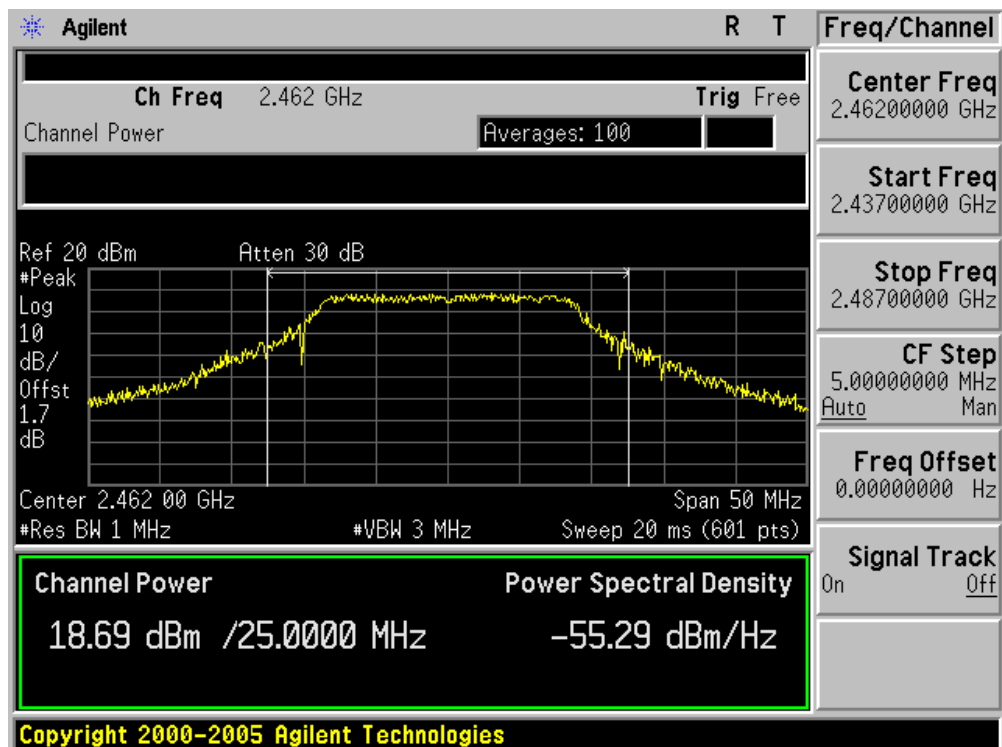 Agilent R T
Ch Freq 2.462 GHz Trig Free
Channel Power Averages: 100
Ref 20 dBm Atten 30 dB
#Peak
Log
10
dB/
Offst
1.7
dB
Center 2.462 00 GHz Span 50 MHz
#Res BW 1 MHz #VBW 3 MHz Sweep 20 ms (601 pts)
Channel Power Power Spectral Density
18.69 dBm /25.0000 MHz -55.29 dBm/Hz
Copyright 2000-2005 Agilent Technologies
Freq/Channel
Center Freq
2.46200000 GHz
Start Freq
2.43700000 GHz
Stop Freq
2.48700000 GHz
CF Step
5.00000000 MHz
Auto Man
Freq Offset
0.00000000 Hz
Signal Track
On Off